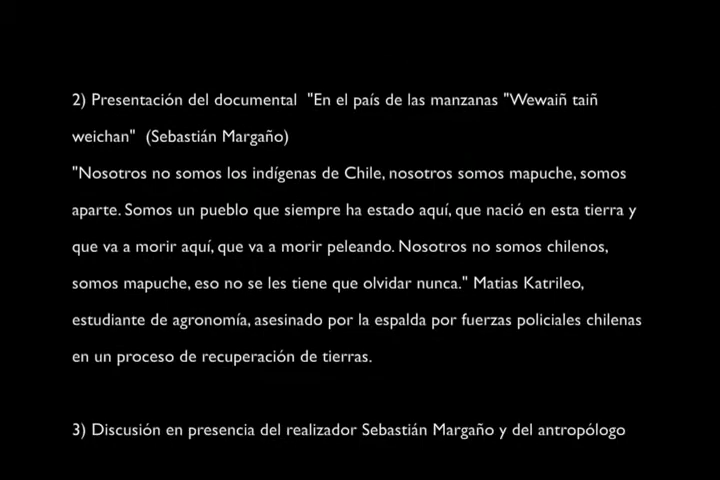 2) Presentación del documental  "En el país de las manzanas "Wewaiñ taiñ
weichan"  (Sebastián Margaño)
"Nosotros no somos los indígenas de Chile, nosotros somos mapuche, somos
aparte. Somos un pueblo que siempre ha estado aquí, que nació en esta tierra y
que va a morir aquí, que va a morir peleando. Nosotros no somos chilenos,
somos mapuche, eso no se les tiene que olvidar nunca." Matias Katrileo,
estudiante de agronomía, asesinado por la espalda por fuerzas policiales chilenas
en un proceso de recuperación de tierras.
3) Discusión en presencia del realizador Sebastián Margaño y del antropólogo